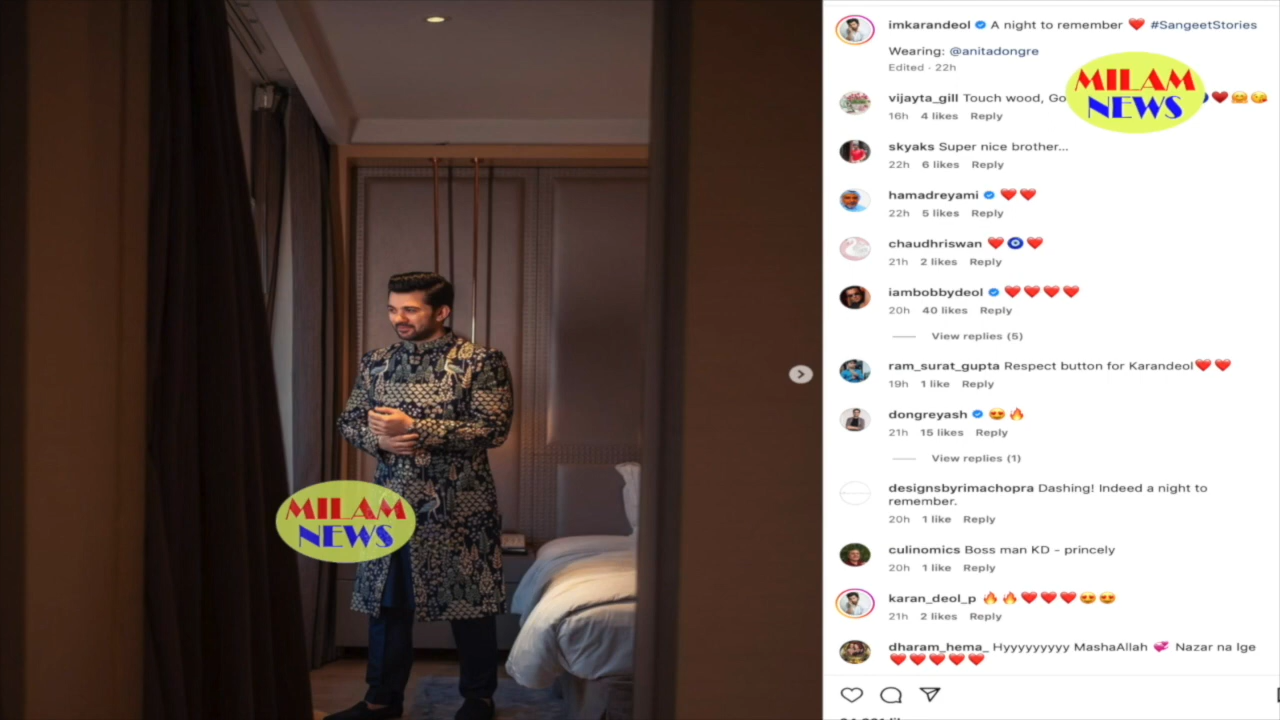 imkarandeol A night to remember ❤️ #SangeetStories
Wearing: @anitadongre
Edited · 22h
MILAM
NEWS
vijayta_gill Touch wood, Go
16h 4 likes Reply
skyaks Super nice brother...
22h 6 likes Reply
hamadreyami ❤️❤️
22h 5 likes Reply
chaudhriswan ❤️🧿❤️
21h 2 likes Reply
iambobbydeol ❤️❤️❤️❤️
20h 40 likes Reply
View replies (5)
ram_surat_gupta Respect button for Karandeol❤️❤️
19h 1 like Reply
dongreyash 😍🔥
21h 15 likes Reply
View replies (1)
designsbyrimachopra Dashing! Indeed a night to
remember.
20h 1 like Reply
culinomics Boss man KD - princely
20h 1 like Reply
karan_deol_p 🔥🔥❤️❤️❤️😍😍
21h 2 likes Reply
dharam_hema_ Hyyyyyyyyy MashaAllah 💞 Nazar na lge
❤️❤️❤️❤️❤️
MILAM
NEWS